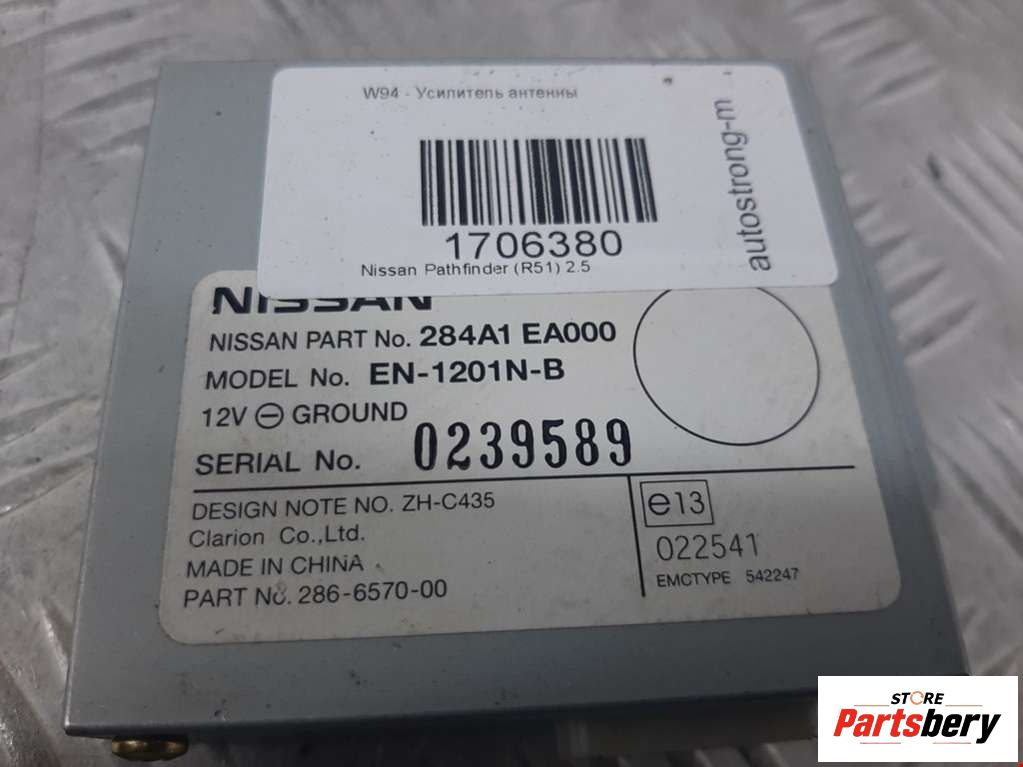 W94 - Усилитель антенны
1706380
Nissan Pathfinder (R51) 2.5
autostrong-m
NISSAN
NISSAN PART No. 284A1 EA000
MODEL No. EN-1201N-B
12V ⊖ GROUND
SERIAL No. 0239589
DESIGN NOTE NO. ZH-C435
Clarion Co.,Ltd.
MADE IN CHINA
PART No. 286-6570-00
e13
022541
EMCTYPE 542247
STORE
Partsbery